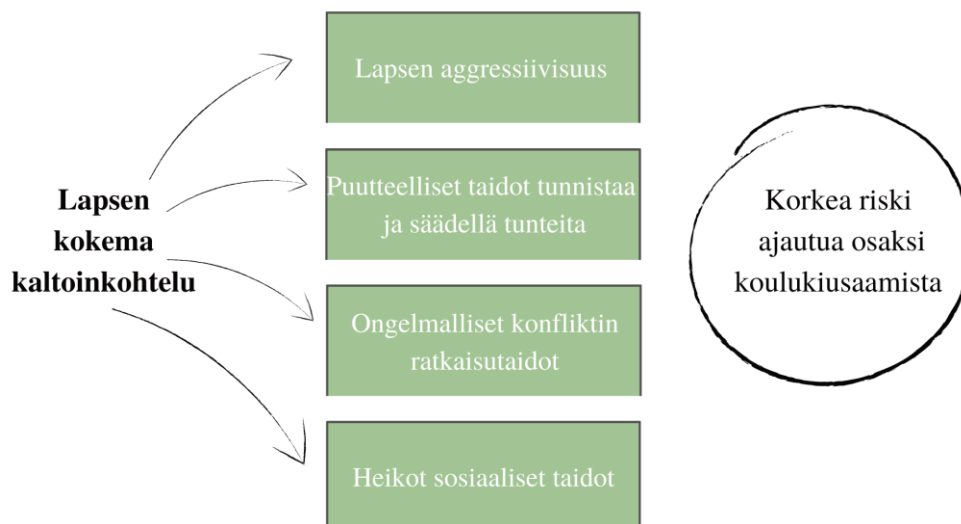 Lapsen
kokema
kaltoinkohtelu
Lapsen aggressiivisuus
Puutteelliset taidot tunnistaa
ja säädellä tunteita
Ongelmalliset konfliktin
ratkaisutaidot
Heikot sosiaaliset taidot
Korkea riski
ajautua osaksi
koulukiusaamista